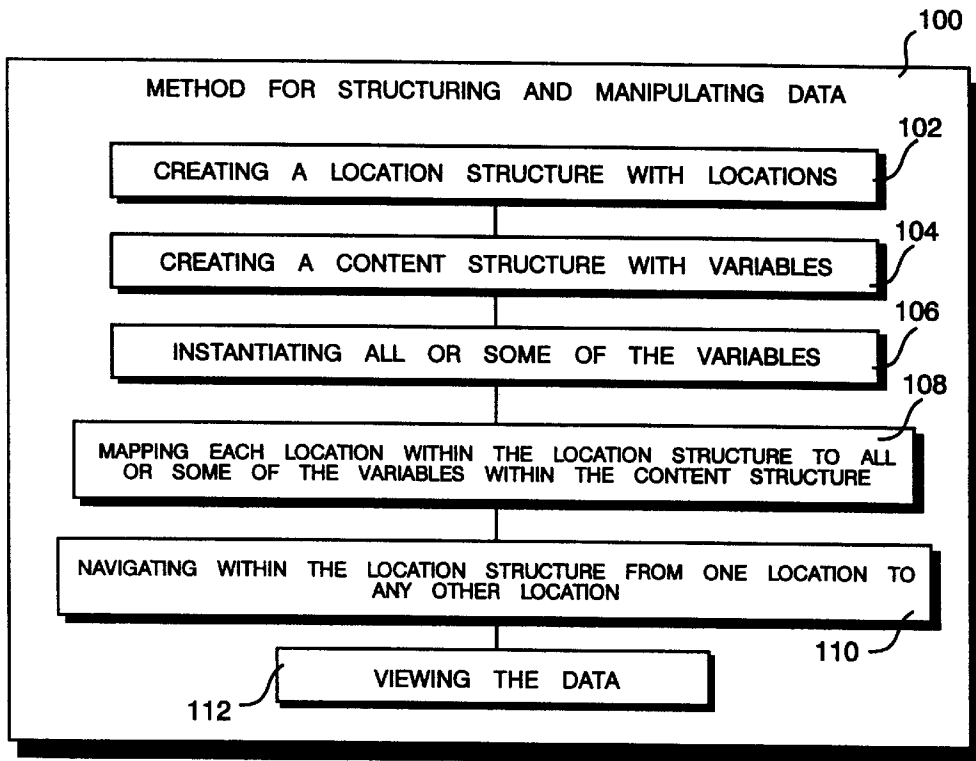 100
METHOD FOR STRUCTURING AND MANIPULATING DATA
102
CREATING A LOCATION STRUCTURE WITH LOCATIONS
104
CREATING A CONTENT STRUCTURE WITH VARIABLES
106
INSTANTIATING ALL OR SOME OF THE VARIABLES
108
MAPPING EACH LOCATION WITHIN THE LOCATION STRUCTURE TO ALL
OR SOME OF THE VARIABLES WITHIN THE CONTENT STRUCTURE
NAVIGATING WITHIN THE LOCATION STRUCTURE FROM ONE LOCATION TO
ANY OTHER LOCATION
110
VIEWING THE DATA
112